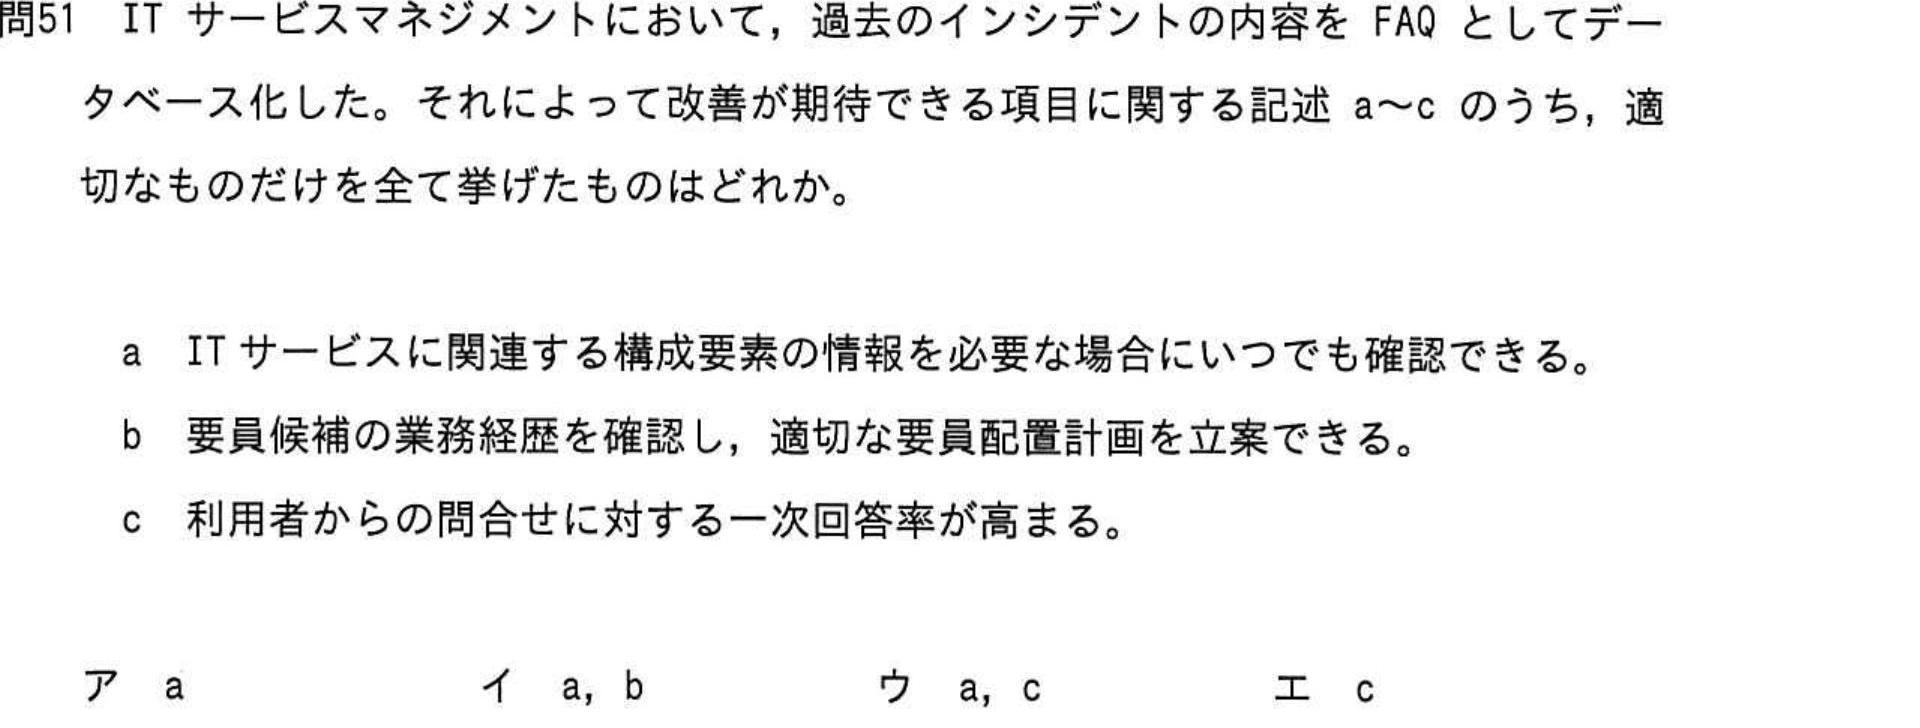 問51 IT サービスマネジメントにおいて，過去のインシデントの内容を FAQ としてデー
タベース化した。それによって改善が期待できる項目に関する記述 a～c のうち，適
切なものだけを全て挙げたものはどれか。
a IT サービスに関連する構成要素の情報を必要な場合にいつでも確認できる。
b 要員候補の業務経歴を確認し，適切な要員配置計画を立案できる。
c 利用者からの問合せに対する一次回答率が高まる。
ア a イ a，b ウ a，c エ c